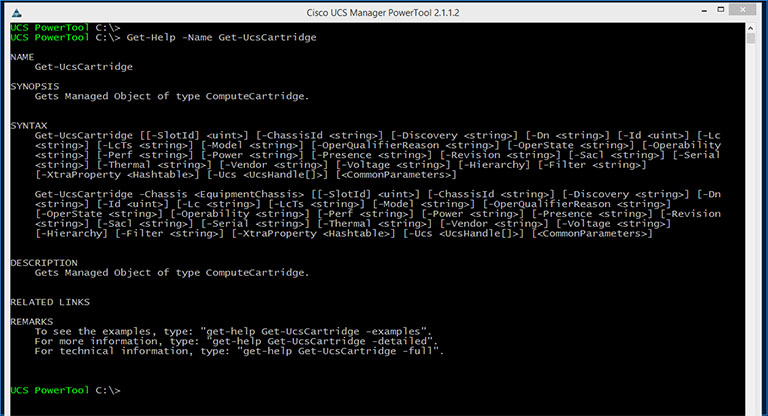 Cisco UCS Manager PowerTool 2.1.1.2
UCS PowerTool C:\>
UCS PowerTool C:\> Get-Help -Name Get-UcsCartridge
NAME
Get-UcsCartridge
SYNOPSIS
Gets Managed Object of type ComputeCartridge.
SYNTAX
Get-UcsCartridge [[-SlotId] <uint>] [-ChassisId <string>] [-Discovery <string>] [-Dn <string>] [-Id <uint>] [-Lc
<string>] [-LcTs <string>] [-Model <string>] [-OperQualifierReason <string>] [-OperState <string>] [-Operability
<string>] [-Perf <string>] [-Power <string>] [-Presence <string>] [-Revision <string>] [-Sacl <string>] [-Serial
<string>] [-Thermal <string>] [-Vendor <string>] [-Voltage <string>] [-Hierarchy] [-Filter <string>]
[-XtraProperty <Hashtable>] [-Ucs <UcsHandle[]>] [<CommonParameters>]
Get-UcsCartridge -Chassis <EquipmentChassis> [[-SlotId] <uint>] [-ChassisId <string>] [-Discovery <string>] [-Dn
<string>] [-Id <uint>] [-Lc <string>] [-LcTs <string>] [-Model <string>] [-OperQualifierReason <string>]
[-OperState <string>] [-Operability <string>] [-Perf <string>] [-Power <string>] [-Presence <string>] [-Revision
<string>] [-Sacl <string>] [-Serial <string>] [-Thermal <string>] [-Vendor <string>] [-Voltage <string>]
[-Hierarchy] [-Filter <string>] [-XtraProperty <Hashtable>] [-Ucs <UcsHandle[]>] [<CommonParameters>]
DESCRIPTION
Gets Managed Object of type ComputeCartridge.
RELATED LINKS
REMARKS
To see the examples, type: "get-help Get-UcsCartridge -examples".
For more information, type: "get-help Get-UcsCartridge -detailed".
For technical information, type: "get-help Get-UcsCartridge -full".
UCS PowerTool C:\>